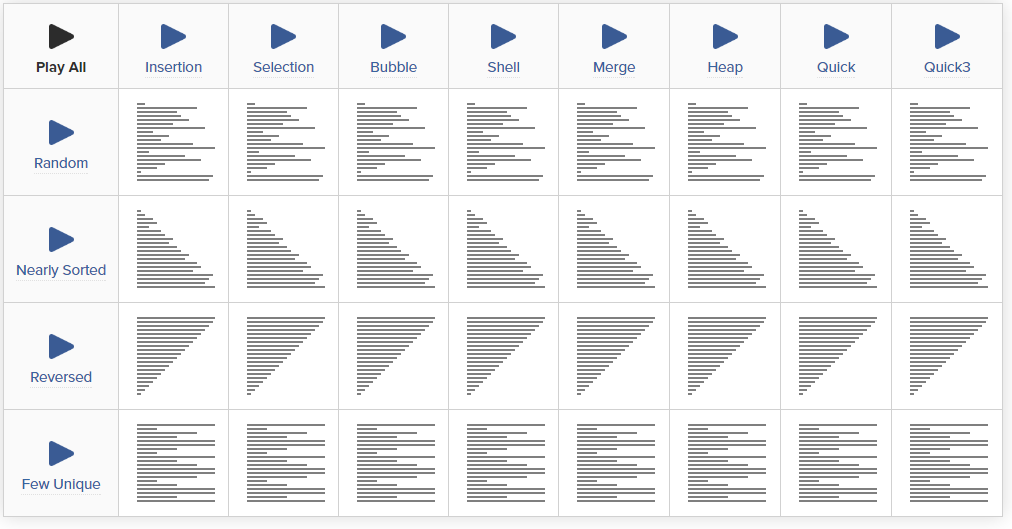 Play All
Insertion
Selection
Bubble
Shell
Merge
Heap
Quick
Quick3
Random
Nearly Sorted
Reversed
Few Unique